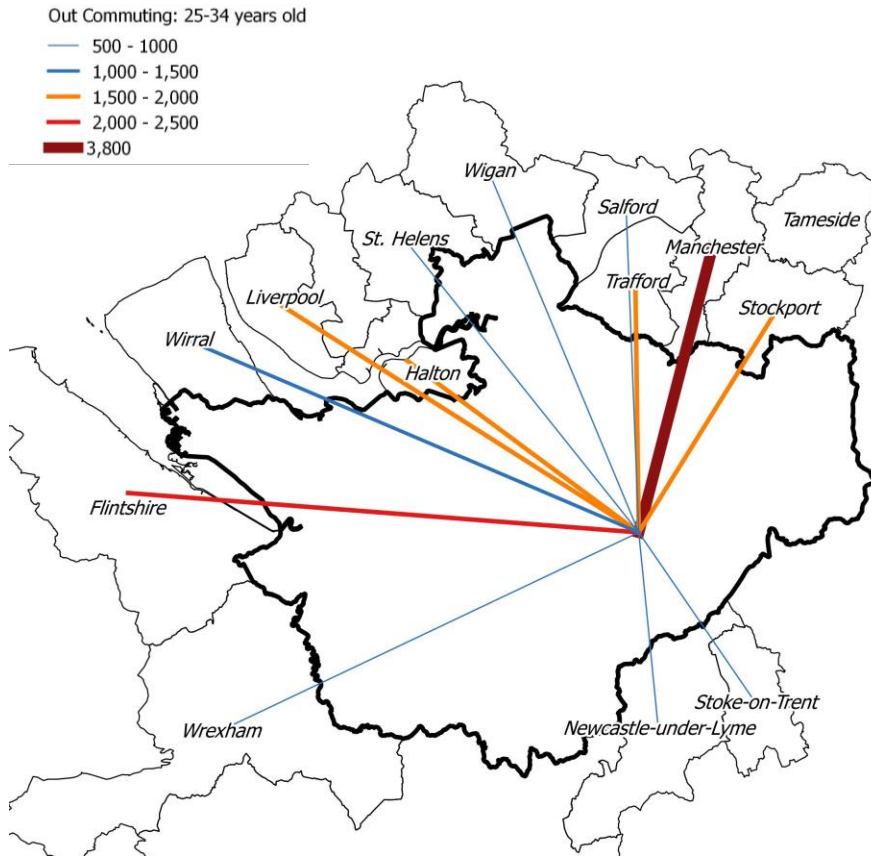 Out Commuting: 25-34 years old
500 - 1000
1,000 - 1,500
1,500 - 2,000
2,000 - 2,500
3,800
Wigan
Salford
Tameside
St. Helens
Manchester
Trafford
Liverpool
Stockport
Wirral
Halton
Flintshire
Stoke-on-Trent
Wrexham
Newcastle-under-Lyme